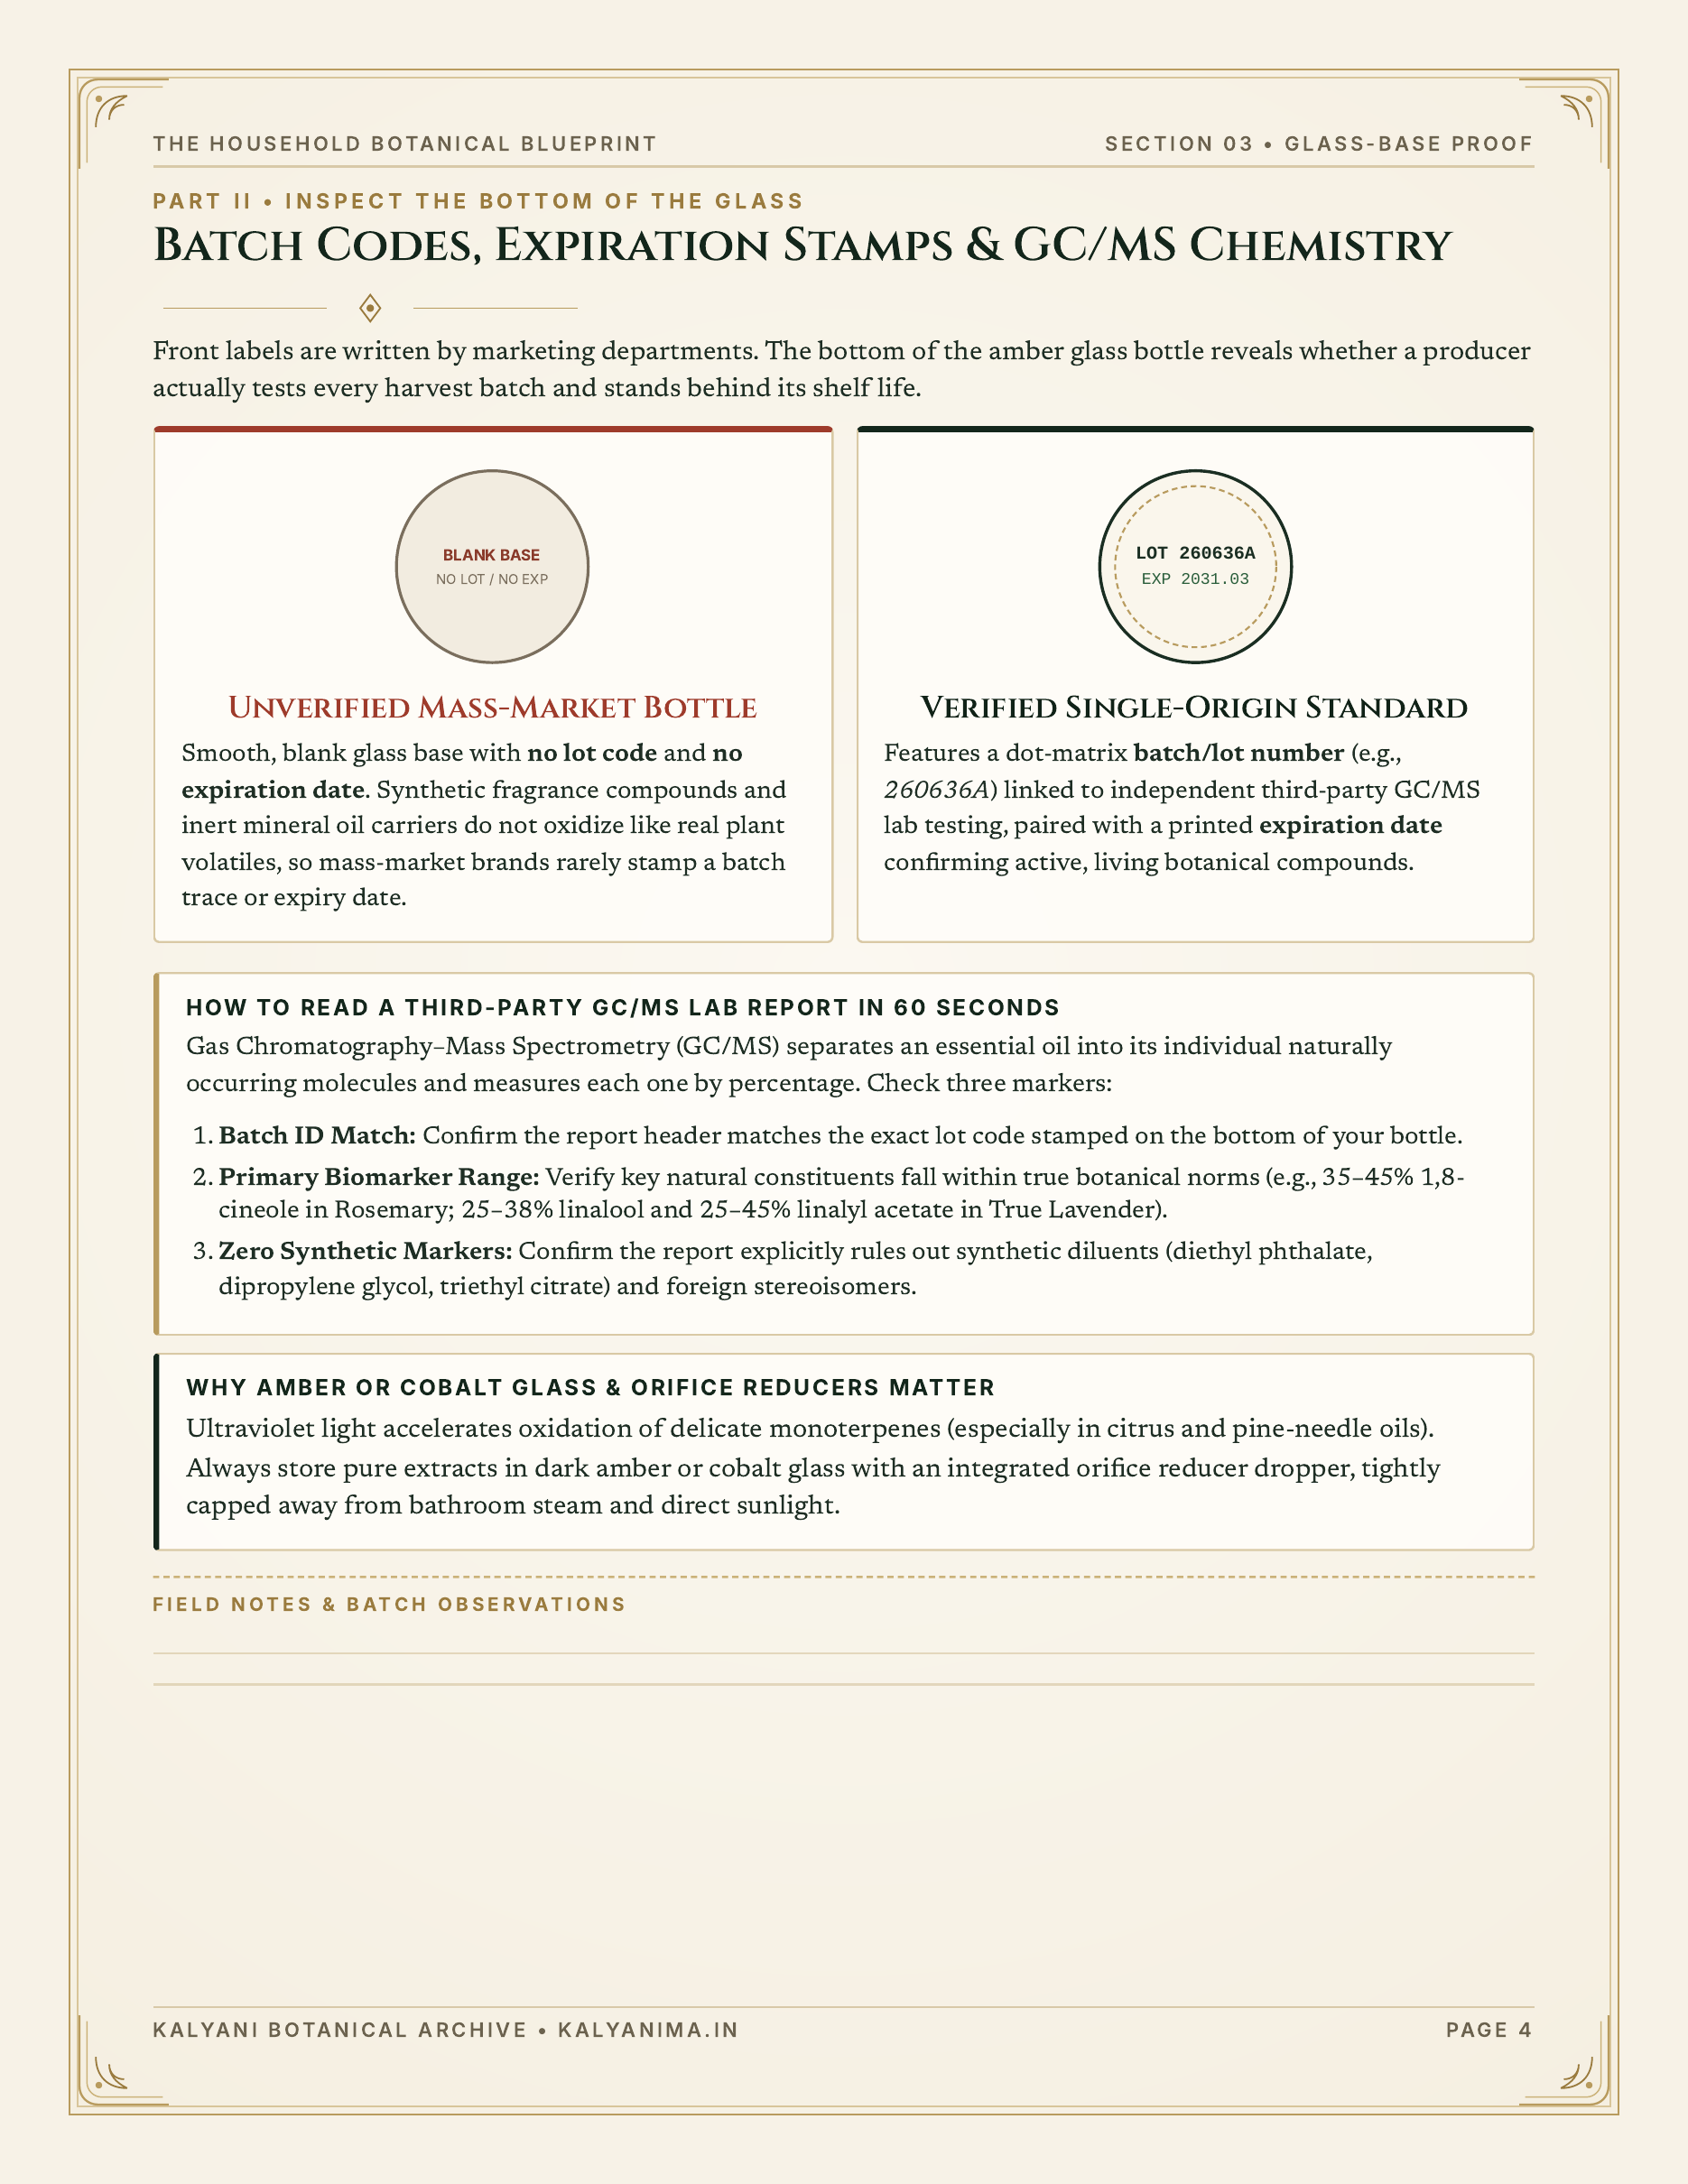 THE HOUSEHOLD BOTANICAL BLUEPRINT
SECTION 03 • GLASS-BASE PROOF
PART II • INSPECT THE BOTTOM OF THE GLASS
BATCH CODES, EXPIRATION STAMPS & GC/MS CHEMISTRY
Front labels are written by marketing departments. The bottom of the amber glass bottle reveals whether a producer
actually tests every harvest batch and stands behind its shelf life.
BLANK BASE
NO LOT / NO EXP
UNVERIFIED MASS-MARKET BOTTLE
Smooth, blank glass base with no lot code and no
expiration date. Synthetic fragrance compounds and
inert mineral oil carriers do not oxidize like real plant
volatiles, so mass-market brands rarely stamp a batch
trace or expiry date.
LOT 260636A
EXP 2031.03
VERIFIED SINGLE-ORIGIN STANDARD
Features a dot-matrix batch/lot number (e.g.,
260636A) linked to independent third-party GC/MS
lab testing, paired with a printed expiration date
confirming active, living botanical compounds.
HOW TO READ A THIRD-PARTY GC/MS LAB REPORT IN 60 SECONDS
Gas Chromatography–Mass Spectrometry (GC/MS) separates an essential oil into its individual naturally
occurring molecules and measures each one by percentage. Check three markers:
1. Batch ID Match: Confirm the report header matches the exact lot code stamped on the bottom of your bottle.
2. Primary Biomarker Range: Verify key natural constituents fall within true botanical norms (e.g., 35–45% 1,8-
cineole in Rosemary; 25–38% linalool and 25–45% linalyl acetate in True Lavender).
3. Zero Synthetic Markers: Confirm the report explicitly rules out synthetic diluents (diethyl phthalate,
dipropylene glycol, triethyl citrate) and foreign stereoisomers.
WHY AMBER OR COBALT GLASS & ORIFICE REDUCERS MATTER
Ultraviolet light accelerates oxidation of delicate monoterpenes (especially in citrus and pine-needle oils).
Always store pure extracts in dark amber or cobalt glass with an integrated orifice reducer dropper, tightly
capped away from bathroom steam and direct sunlight.
FIELD NOTES & BATCH OBSERVATIONS
KALYANI BOTANICAL ARCHIVE • KALYANIMA.IN
PAGE 4